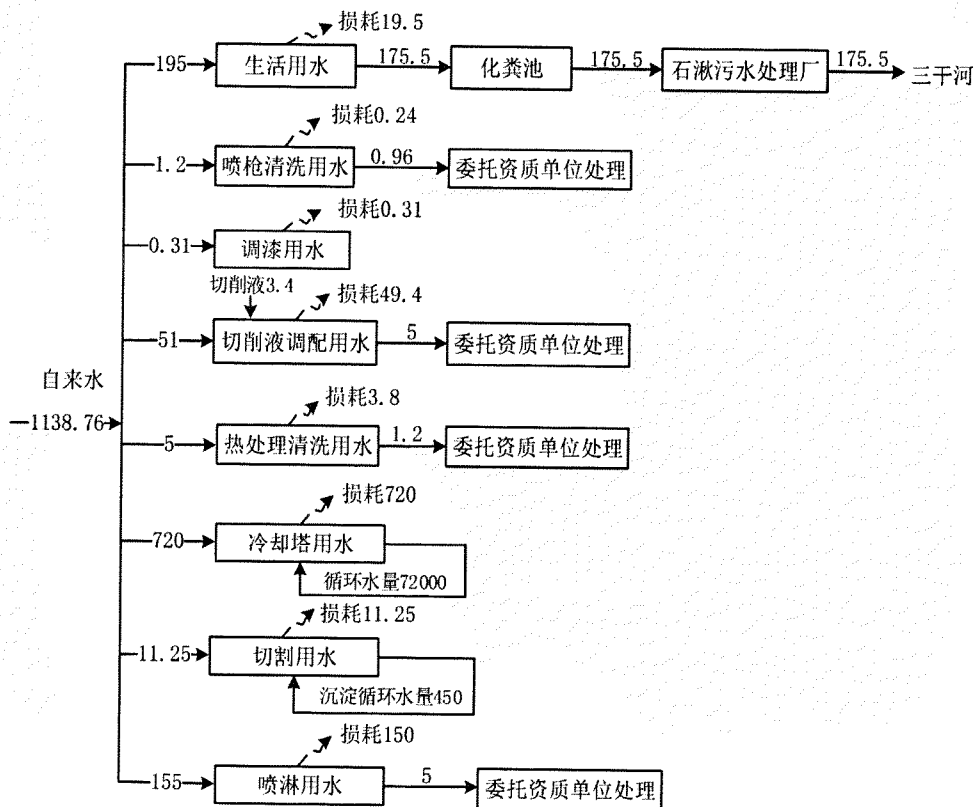 损耗19.5
195
生活用水
175.5
化粪池
175.5
石湫污水处理厂
175.5
三干河
损耗0.24
1.2
喷枪清洗用水
0.96
委托资质单位处理
损耗0.31
0.31
调漆用水
切削液3.4
损耗49.4
51
切削液调配用水
5
委托资质单位处理
自来水
1138.76
损耗3.8
5
热处理清洗用水
1.2
委托资质单位处理
损耗720
720
冷却塔用水
循环水量72000
损耗11.25
11.25
切割用水
沉淀循环水量450
损耗150
155
喷淋用水
5
委托资质单位处理